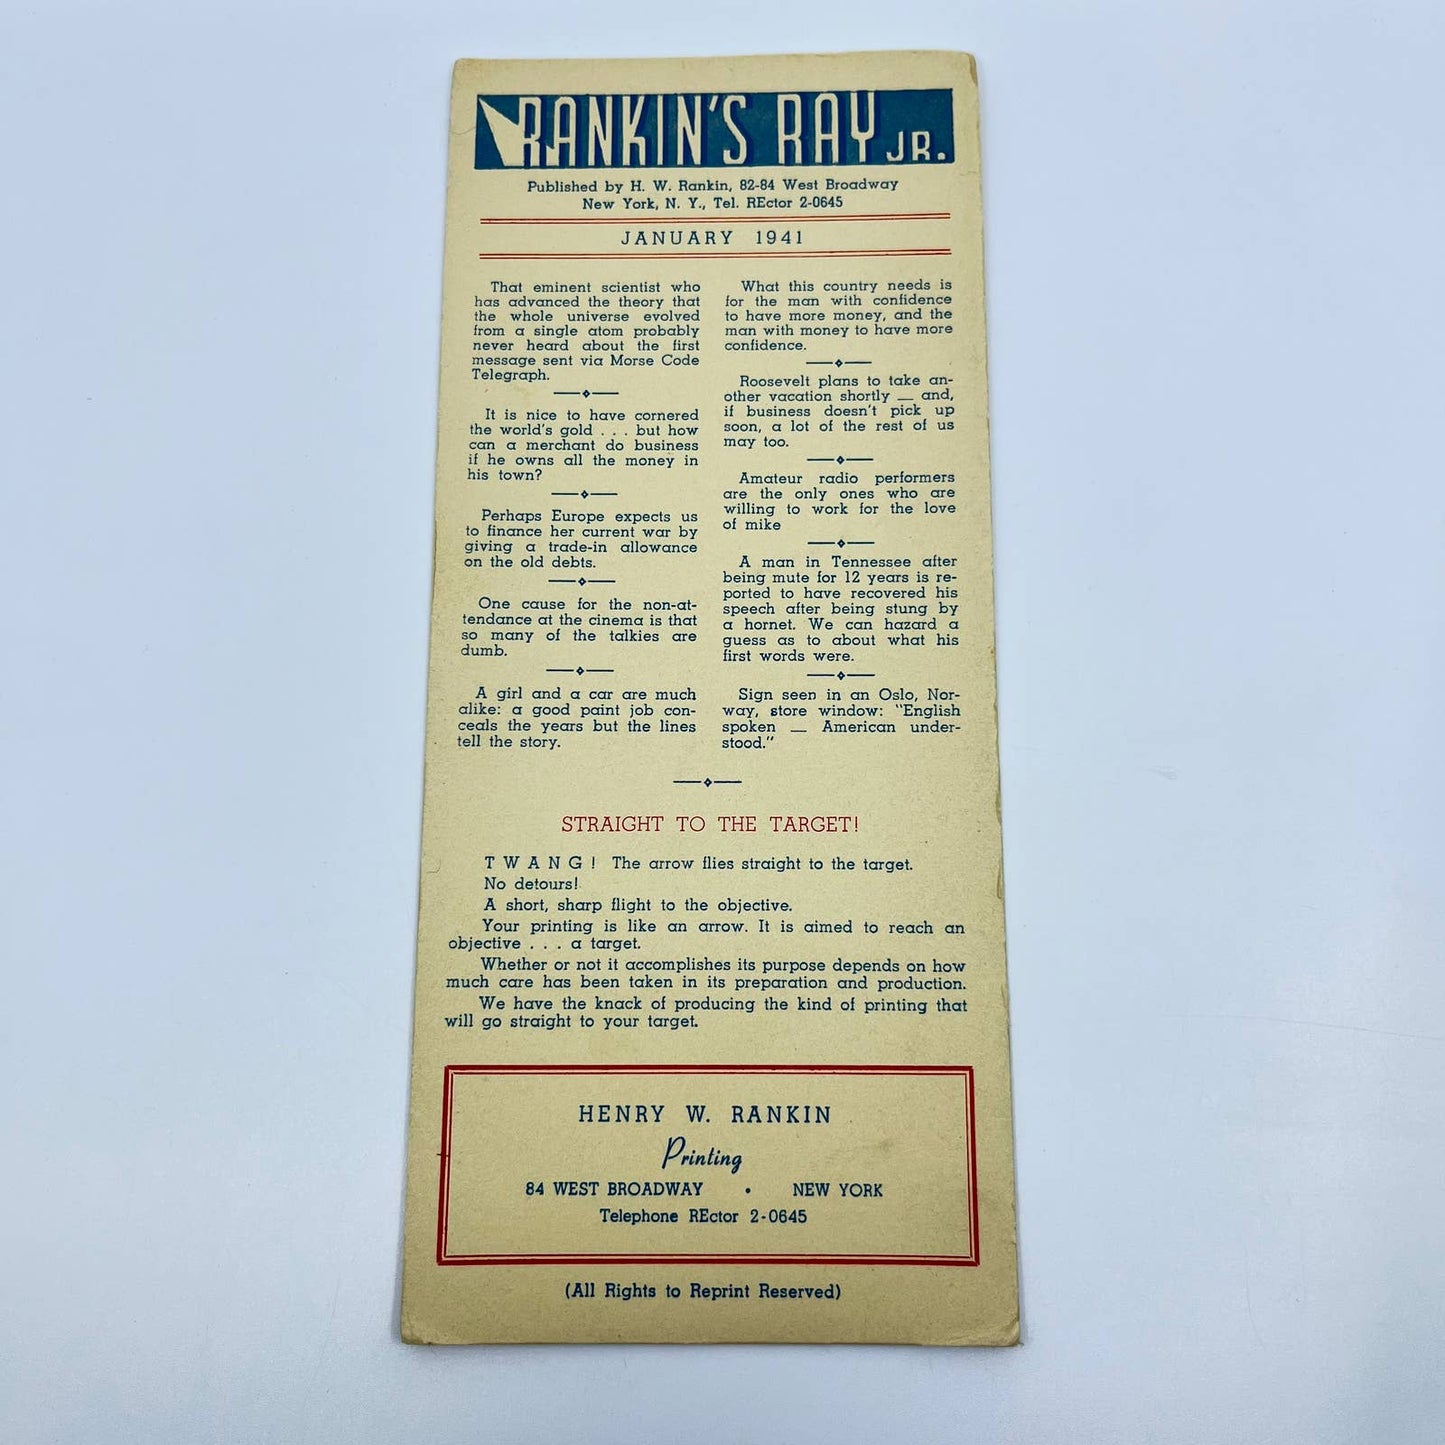 RANKIN'S RAY JR.
Published by H. W. Rankin, 82-84 West Broadway
New York, N. Y., Tel. REctor 2-0645
JANUARY 1941
That eminent scientist who
has advanced the theory that
the whole universe evolved
from a single atom probably
never heard about the first
message sent via Morse Code
Telegraph.
It is nice to have cornered
the world's gold . . . but how
can a merchant do business
if he owns all the money in
his town?
Perhaps Europe expects us
to finance her current war by
giving a trade-in allowance
on the old debts.
One cause for the non-at-
tendance at the cinema is that
so many of the talkies are
dumb.
A girl and a car are much
alike: a good paint job con-
ceals the years but the lines
tell the story.
What this country needs is
for the man with confidence
to have more money, and the
man with money to have more
confidence.
Roosevelt plans to take an-
other vacation shortly — and,
if business doesn't pick up
soon, a lot of the rest of us
may too.
Amateur radio performers
are the only ones who are
willing to work for the love
of mike
A man in Tennessee after
being mute for 12 years is re-
ported to have recovered his
speech after being stung by
a hornet. We can hazard a
guess as to about what his
first words were.
Sign seen in an Oslo, Nor-
way, store window: "English
spoken — American under-
stood."
STRAIGHT TO THE TARGET!
TWANG! The arrow flies straight to the target.
No detours!
A short, sharp flight to the objective.
Your printing is like an arrow. It is aimed to reach an
objective . . . a target.
Whether or not it accomplishes its purpose depends on how
much care has been taken in its preparation and production.
We have the knack of producing the kind of printing that
will go straight to your target.
HENRY W. RANKIN
Printing
84 WEST BROADWAY • NEW YORK
Telephone REctor 2-0645
(All Rights to Reprint Reserved)